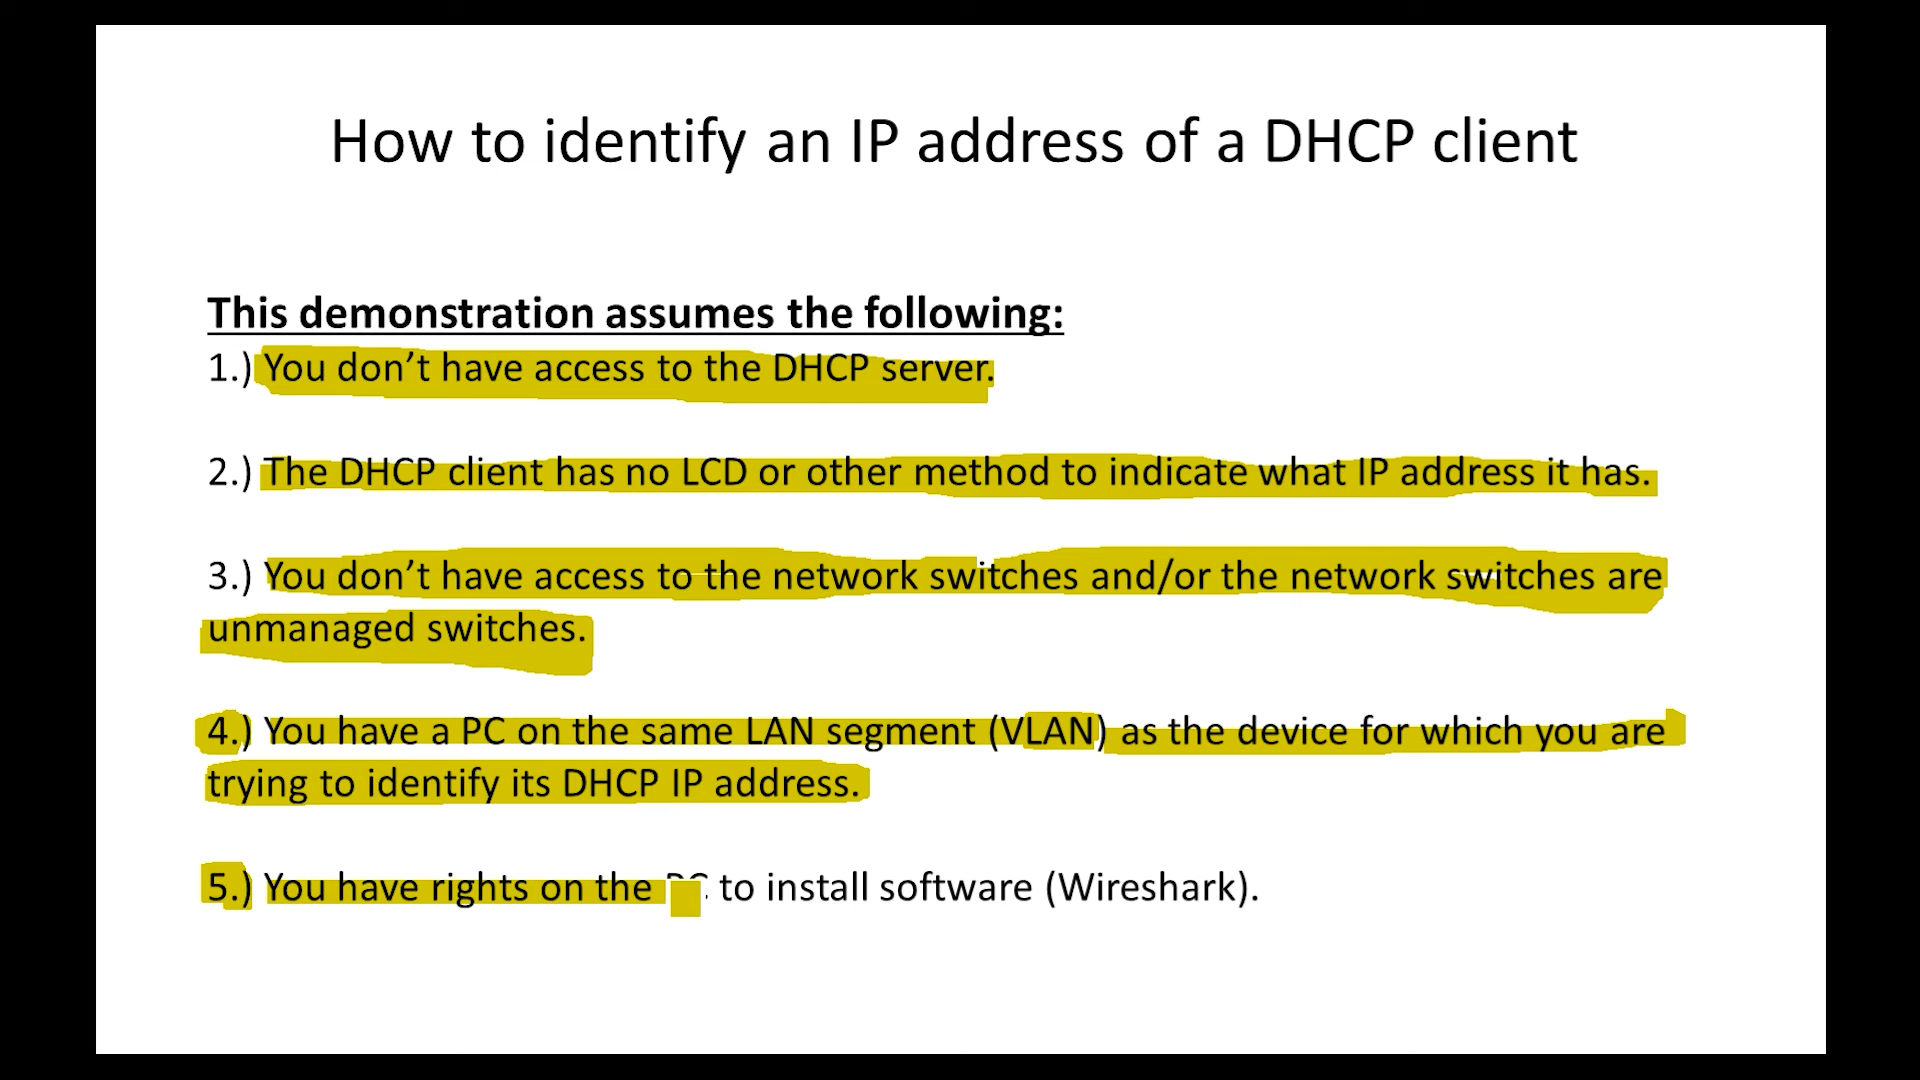 How to identify an IP address of a DHCP client
This demonstration assumes the following:
1.) You don’t have access to the DHCP server.
2.) The DHCP client has no LCD or other method to indicate what IP address it has.
3.) You don’t have access to the network switches and/or the network switches are
unmanaged switches.
4.) You have a PC on the same LAN segment (VLAN) as the device for which you are
trying to identify its DHCP IP address.
5.) You have rights on the PC to install software (Wireshark).